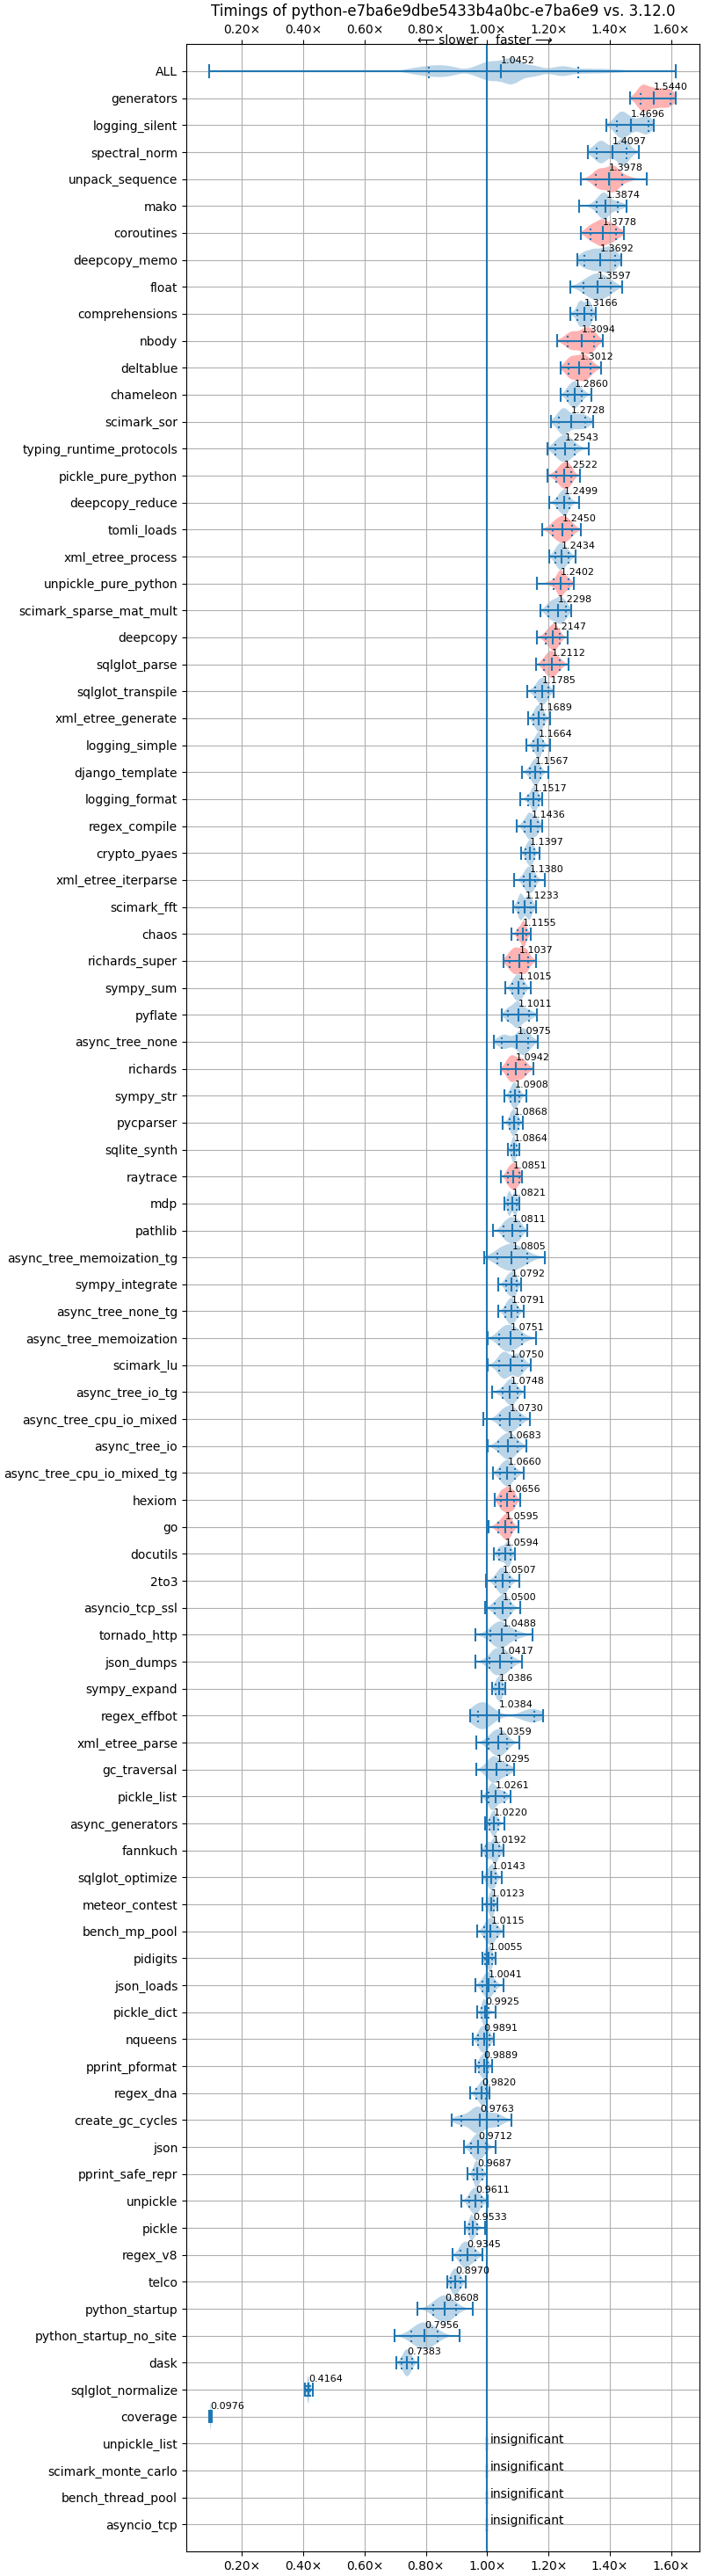 Timings of python-e7ba6e9dbe5433b4a0bc-e7ba6e9 vs. 3.12.0
0.20× 0.40× 0.60× 0.80× 1.00× 1.20× 1.40× 1.60×
⟵ slower faster ⟶
ALL 1.0452
generators 1.5440
logging_silent 1.4696
spectral_norm 1.4097
unpack_sequence 1.3978
mako 1.3874
coroutines 1.3778
deepcopy_memo 1.3692
float 1.3597
comprehensions 1.3166
nbody 1.3094
deltablue 1.3012
chameleon 1.2860
scimark_sor 1.2728
typing_runtime_protocols 1.2543
pickle_pure_python 1.2522
deepcopy_reduce 1.2499
tomli_loads 1.2450
xml_etree_process 1.2434
unpickle_pure_python 1.2402
scimark_sparse_mat_mult 1.2298
deepcopy 1.2147
sqlglot_parse 1.2112
sqlglot_transpile 1.1785
xml_etree_generate 1.1689
logging_simple 1.1664
django_template 1.1567
logging_format 1.1517
regex_compile 1.1436
crypto_pyaes 1.1397
xml_etree_iterparse 1.1380
scimark_fft 1.1233
chaos 1.1155
richards_super 1.1037
sympy_sum 1.1015
pyflate 1.1011
async_tree_none 1.0975
richards 1.0942
sympy_str 1.0908
pycparser 1.0868
sqlite_synth 1.0864
raytrace 1.0851
mdp 1.0821
pathlib 1.0811
async_tree_memoization_tg 1.0805
sympy_integrate 1.0792
async_tree_none_tg 1.0791
async_tree_memoization 1.0751
scimark_lu 1.0750
async_tree_io_tg 1.0748
async_tree_cpu_io_mixed 1.0730
async_tree_io 1.0683
async_tree_cpu_io_mixed_tg 1.0660
hexiom 1.0656
go 1.0595
docutils 1.0594
2to3 1.0507
asyncio_tcp_ssl 1.0500
tornado_http 1.0488
json_dumps 1.0417
sympy_expand 1.0386
regex_effbot 1.0384
xml_etree_parse 1.0359
gc_traversal 1.0295
pickle_list 1.0261
async_generators 1.0220
fannkuch 1.0192
sqlglot_optimize 1.0143
meteor_contest 1.0123
bench_mp_pool 1.0115
pidigits 1.0055
json_loads 1.0041
pickle_dict 0.9925
nqueens 0.9891
pprint_pformat 0.9889
regex_dna 0.9820
create_gc_cycles 0.9763
json 0.9712
pprint_safe_repr 0.9687
unpickle 0.9611
pickle 0.9533
regex_v8 0.9345
telco 0.8970
python_startup 0.8608
python_startup_no_site 0.7956
dask 0.7383
sqlglot_normalize 0.4164
coverage 0.0976
unpickle_list insignificant
scimark_monte_carlo insignificant
bench_thread_pool insignificant
asyncio_tcp insignificant
0.20× 0.40× 0.60× 0.80× 1.00× 1.20× 1.40× 1.60×